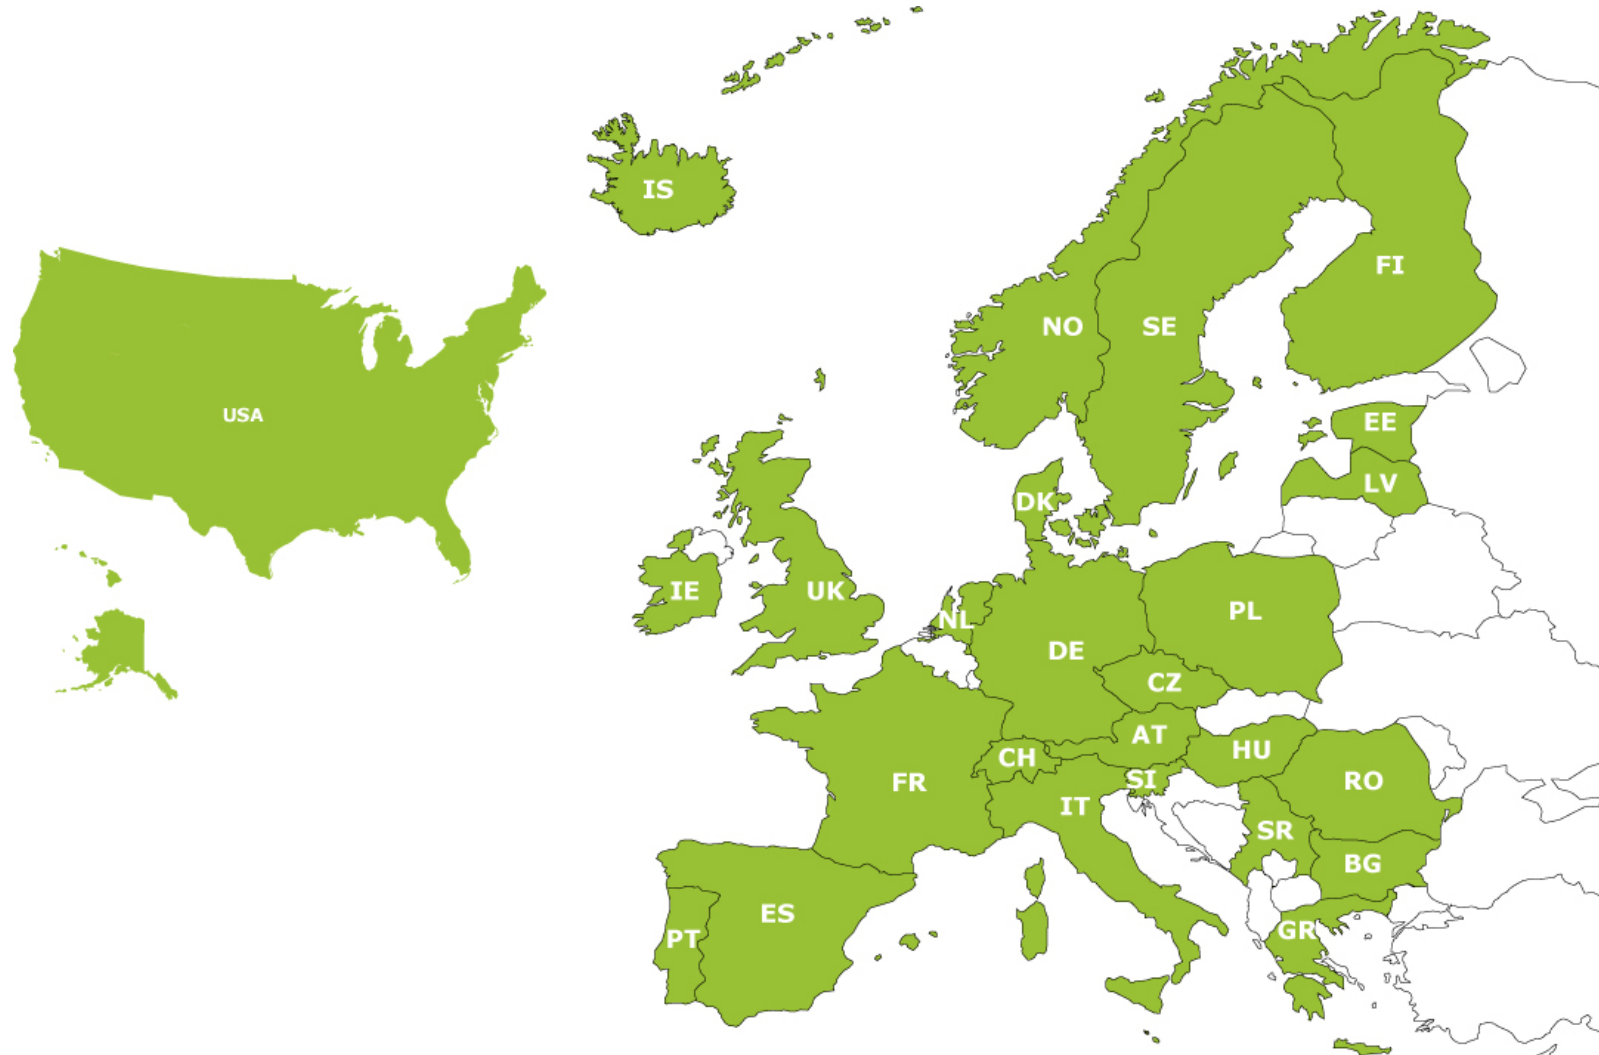 IS
FI
NO
SE
USA
EE
LV
DK
IE
UK
NL
PL
DE
CZ
AT
HU
CH
FR
SI
RO
IT
SR
BG
ES
GR
PT